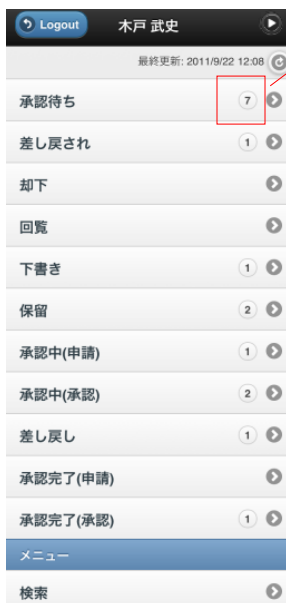 Logout 木戸 武史
最終更新: 2011/9/22 12:08
承認待ち 7
差し戻され 1
却下
回覧
下書き 1
保留 2
承認中(申請) 1
承認中(承認) 2
差し戻し 1
承認完了(申請)
承認完了(承認) 1
メニュー
検索